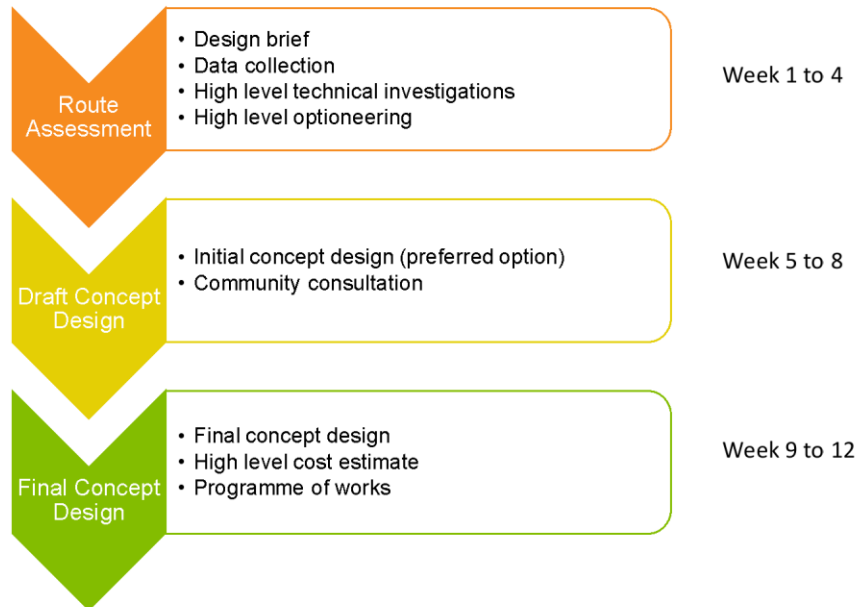 Route
Assessment
• Design brief
• Data collection
• High level technical investigations
• High level optioneering
Week 1 to 4
Draft Concept
Design
• Initial concept design (preferred option)
• Community consultation
Week 5 to 8
Final Concept
Design
• Final concept design
• High level cost estimate
• Programme of works
Week 9 to 12